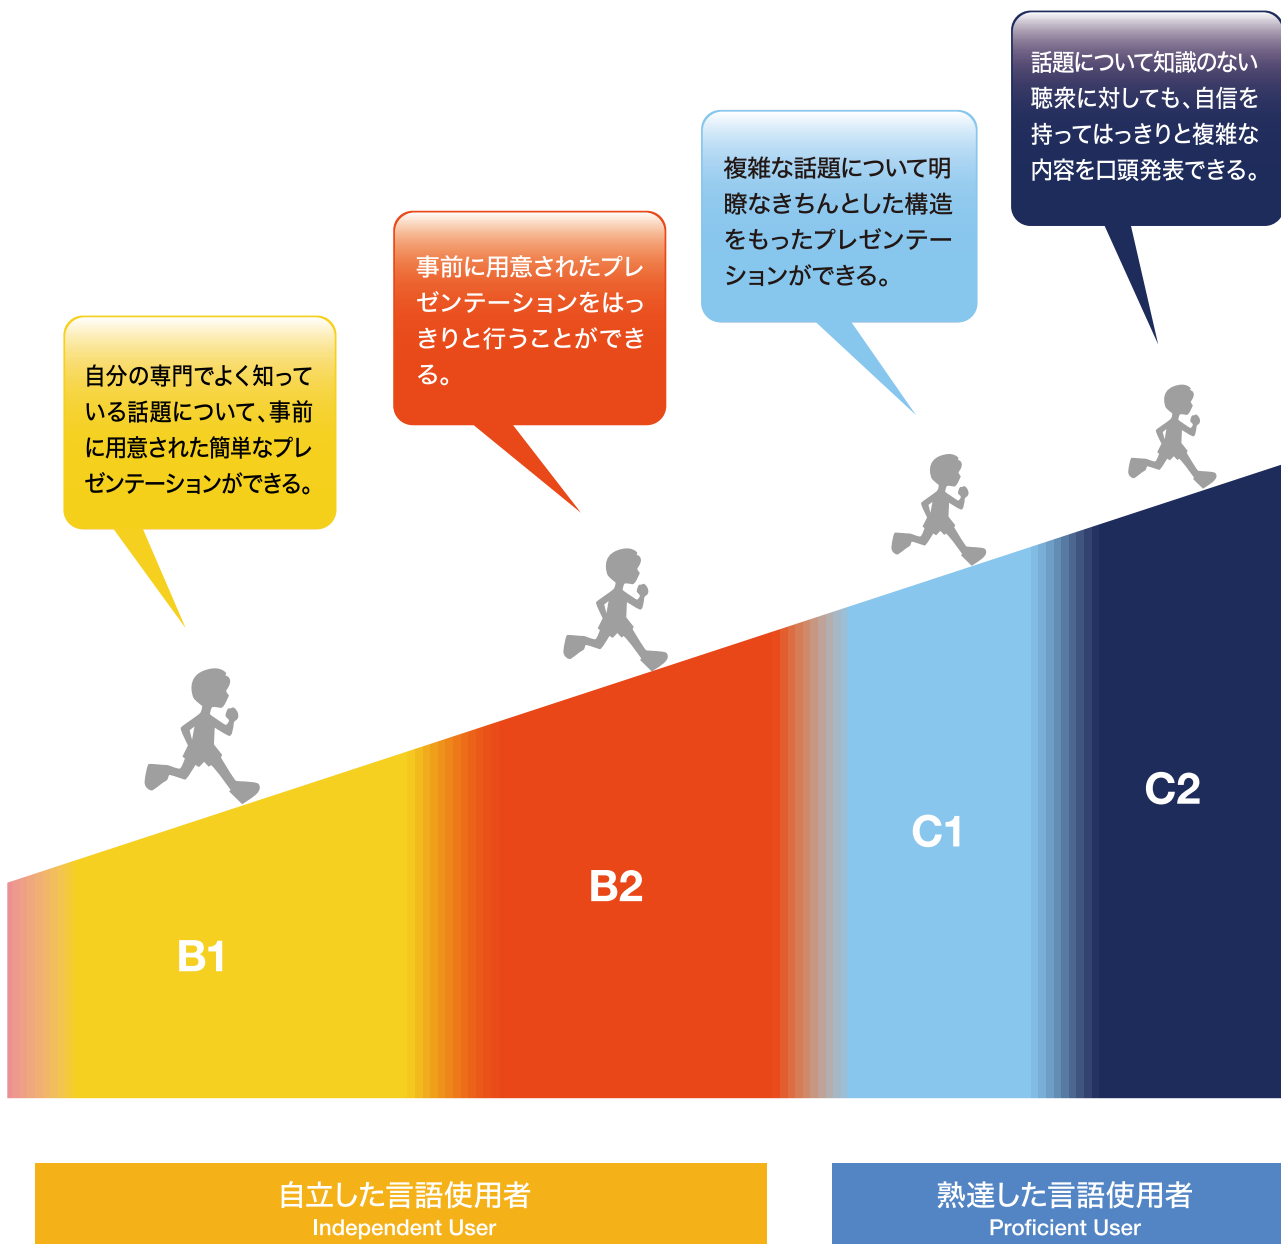 自分の専門でよく知って
いる話題について、事前
に用意された簡単なプレ
ゼンテーションができる。
事前に用意されたプレ
ゼンテーションをはっ
きりと行うことができ
る。
複雑な話題について明
瞭なきちんとした構造
をもったプレゼンテー
ションができる。
話題について知識のない
聴衆に対しても、自信を
持ってはっきりと複雑な
内容を口頭発表できる。
B1
B2
C1
C2
自立した言語使用者
Independent User
熟達した言語使用者
Proficient User